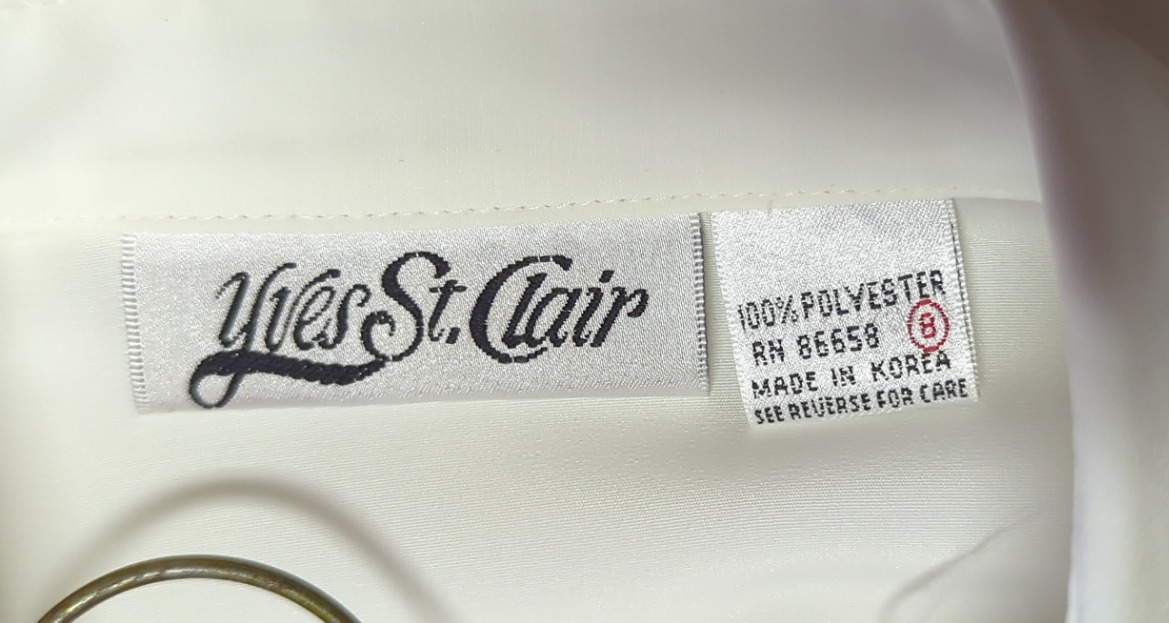 Yves St. Clair
100% POLYESTER
RN 86658 8
MADE IN KOREA
SEE REVERSE FOR CARE